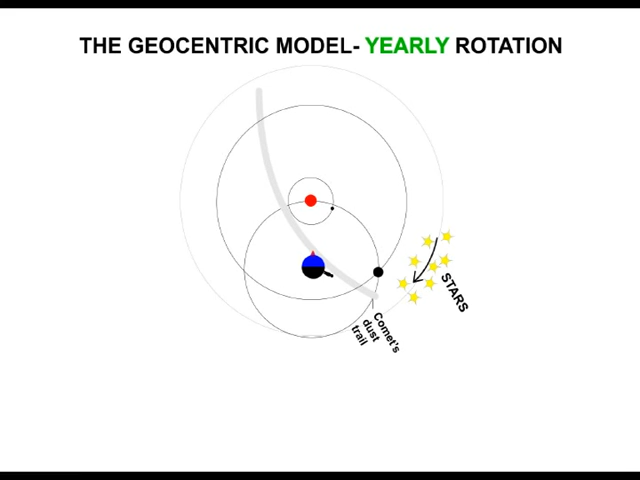 THE GEOCENTRIC MODEL- YEARLY ROTATION
STARS
Comet's
dust
trail